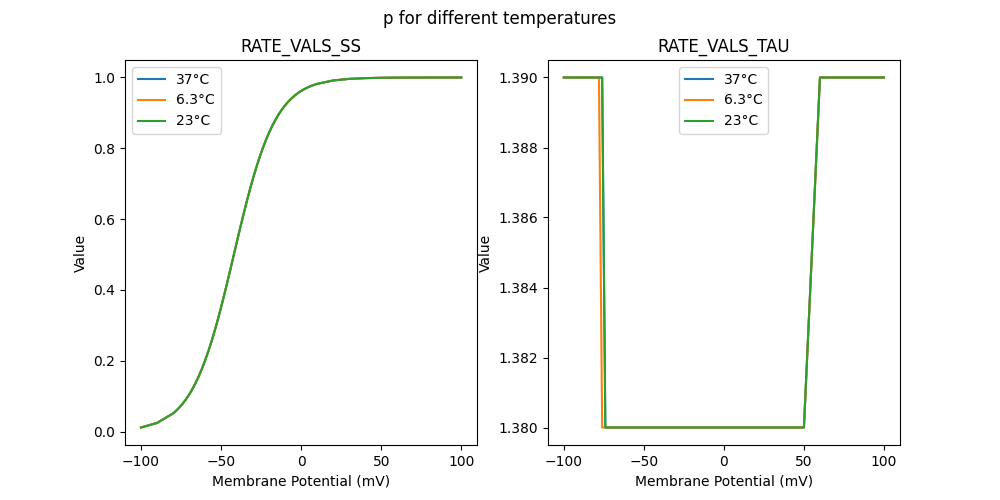 p for different temperatures
RATE_VALS_SS
Value
1.0
0.8
0.6
0.4
0.2
0.0
37°C
6.3°C
23°C
−100
−50
0
50
100
Membrane Potential (mV)
RATE_VALS_TAU
Value
1.390
1.388
1.386
1.384
1.382
1.380
37°C
6.3°C
23°C
−100
−50
0
50
100
Membrane Potential (mV)